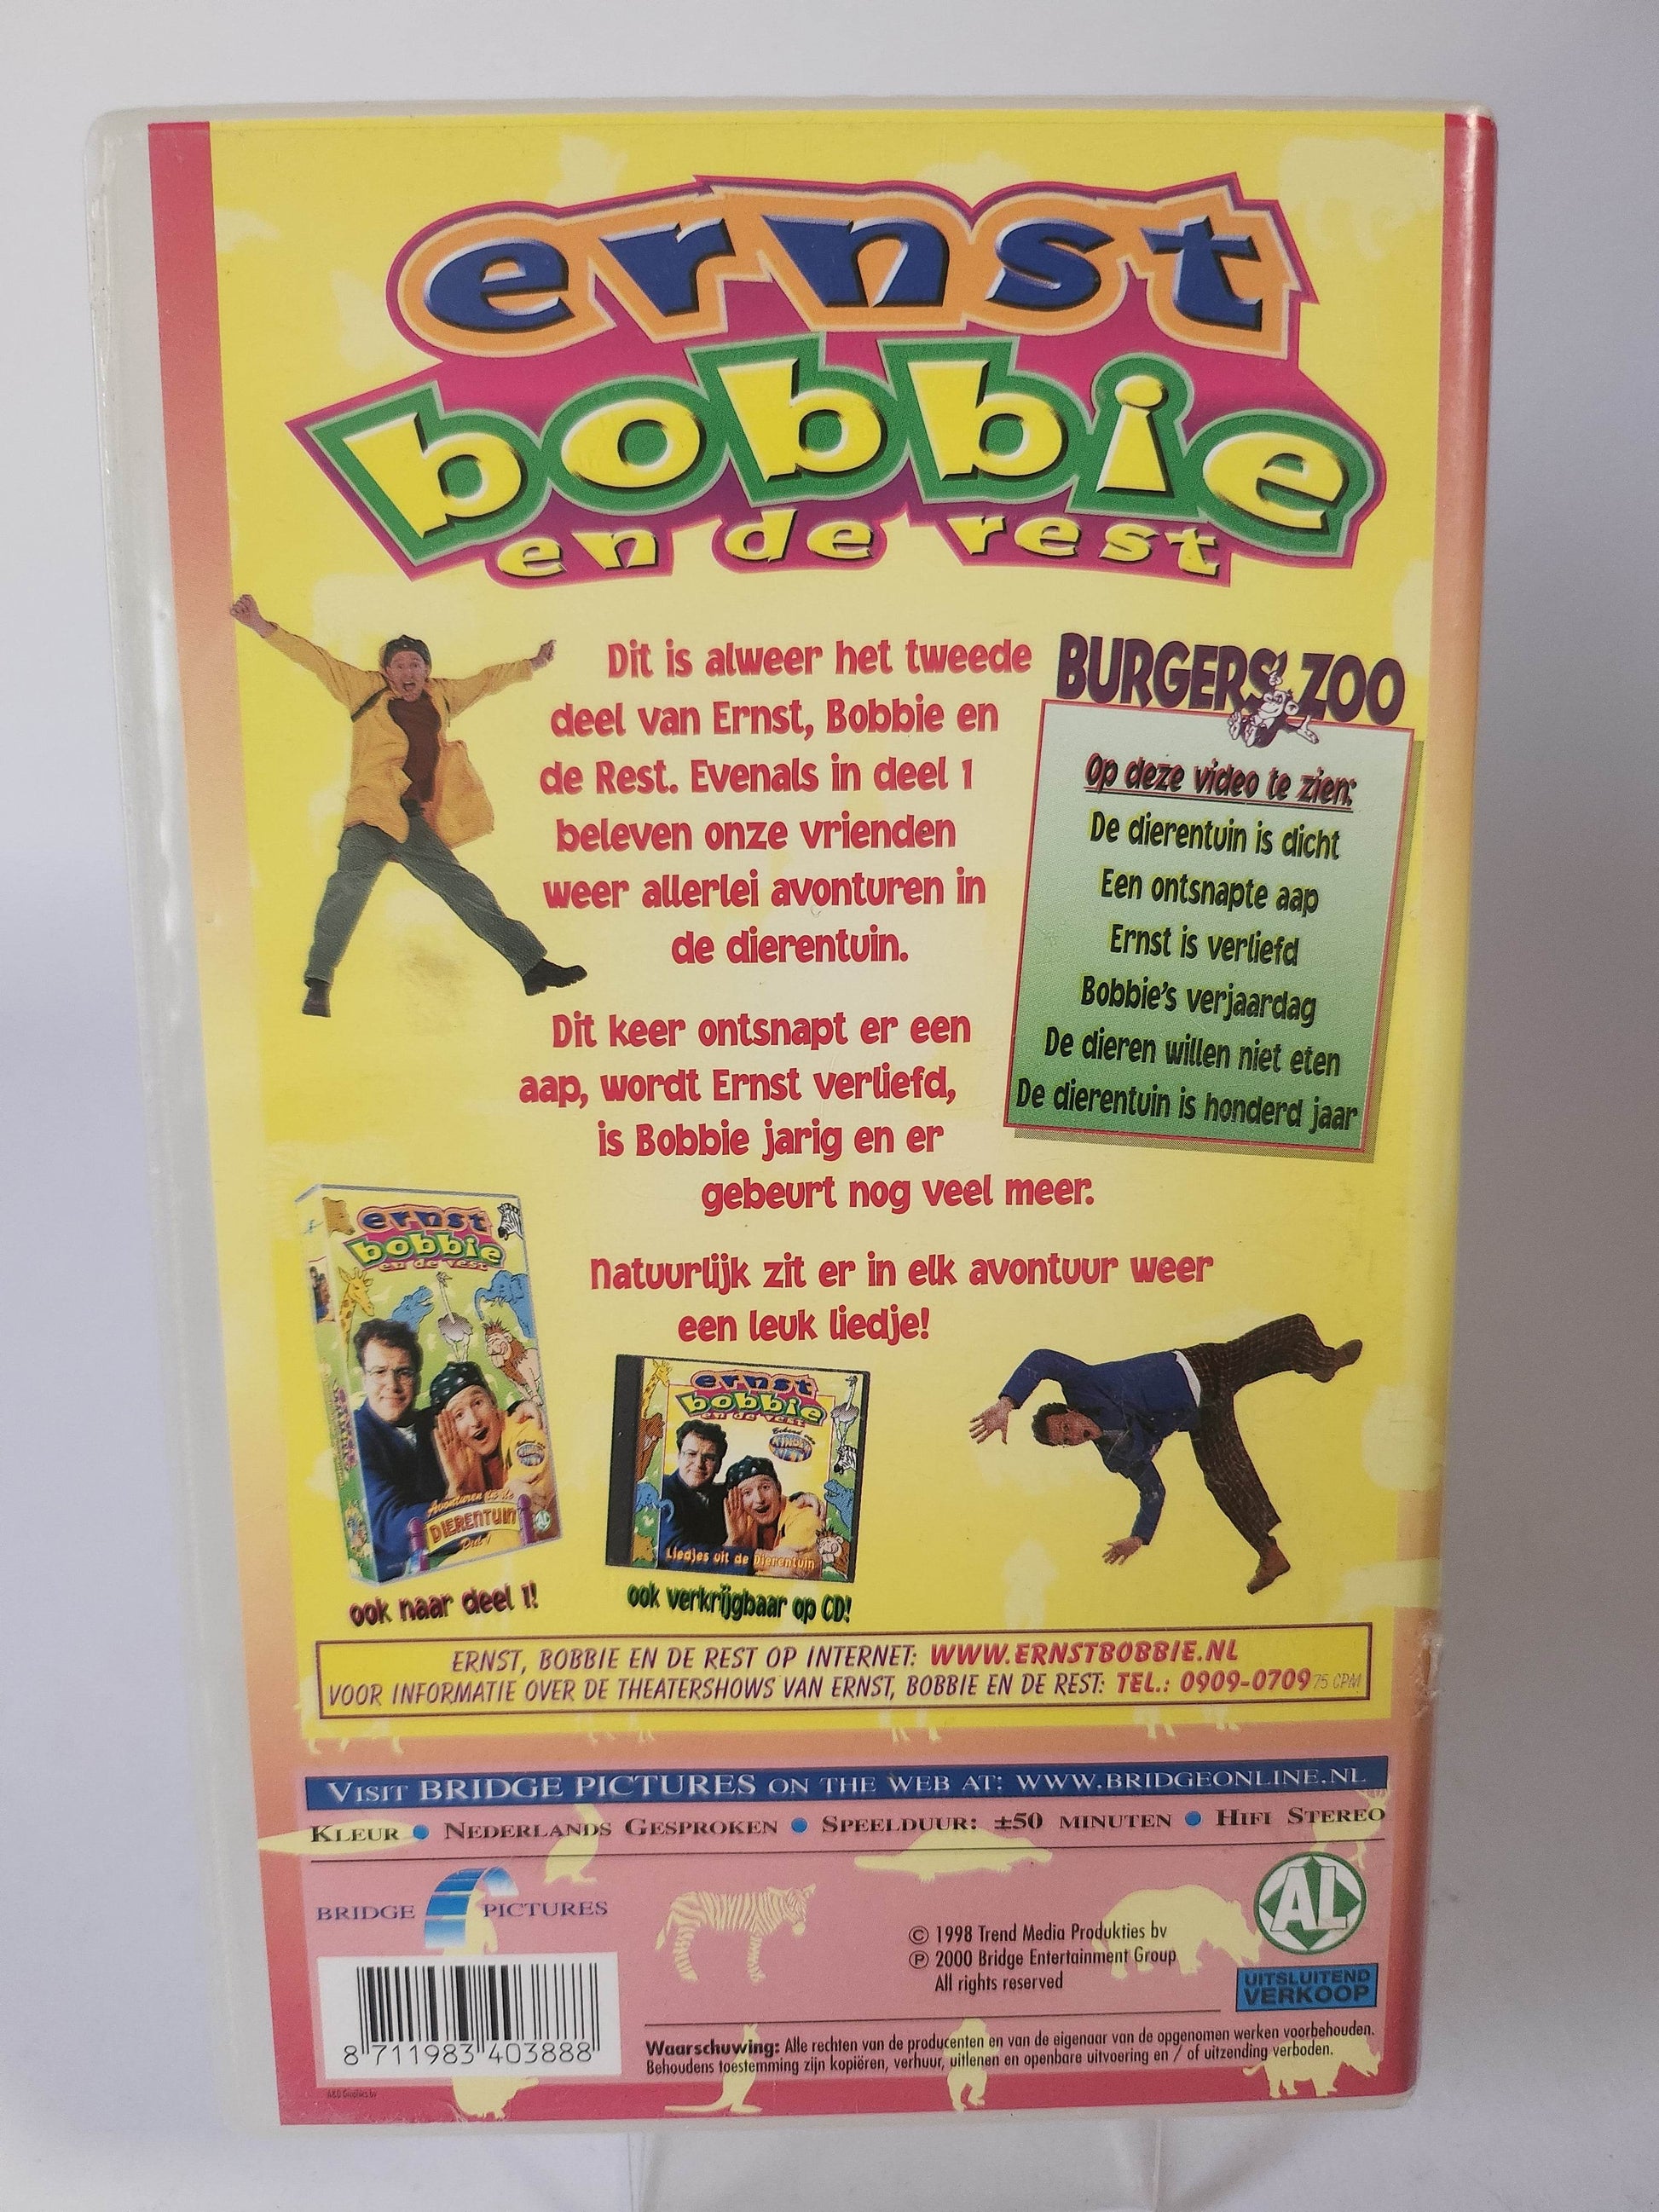 ernst
bobbie
en de rest
Dit is alweer het tweede
deel van Ernst, Bobbie en
de Rest. Evenals in deel 1
beleven onze vrienden
weer allerlei avonturen in
de dierentuin.
Dit keer ontsnapt er een
aap, wordt Ernst verliefd,
is Bobbie jarig en er
gebeurt nog veel meer.
Natuurlijk zit er in elk avontuur weer
een leuk liedje!
BURGERS' ZOO
Op deze video te zien:
De dierentuin is dicht
Een ontsnapte aap
Ernst is verliefd
Bobbie's verjaardag
De dieren willen niet eten
De dierentuin is honderd jaar
ernst
bobbie
en de rest
Avonturen in de
DIERENTUIN
Deel 1
ook naar deel 1!
ernst
bobbie
en de rest
Liedjes uit de Dierentuin
ook verkrijgbaar op CD!
ERNST, BOBBIE EN DE REST OP INTERNET: WWW.ERNSTBOBBIE.NL
VOOR INFORMATIE OVER DE THEATERSHOWS VAN ERNST, BOBBIE EN DE REST: TEL.: 0909-0709 75 CPM
VISIT BRIDGE PICTURES ON THE WEB AT: WWW.BRIDGEONLINE.NL
KLEUR • NEDERLANDS GESPROKEN • SPEELDUUR: ±50 MINUTEN • HIFI STEREO
BRIDGE PICTURES
© 1998 Trend Media Produkties bv
℗ 2000 Bridge Entertainment Group
All rights reserved
AL
UITSLUITEND
VERKOOP
8 711983 403888
Waarschuwing: Alle rechten van de producenten en van de eigenaar van de opgenomen werken voorbehouden.
Behoudens toestemming zijn kopiëren, verhuur, uitlenen en openbare uitvoering en / of uitzending verboden.